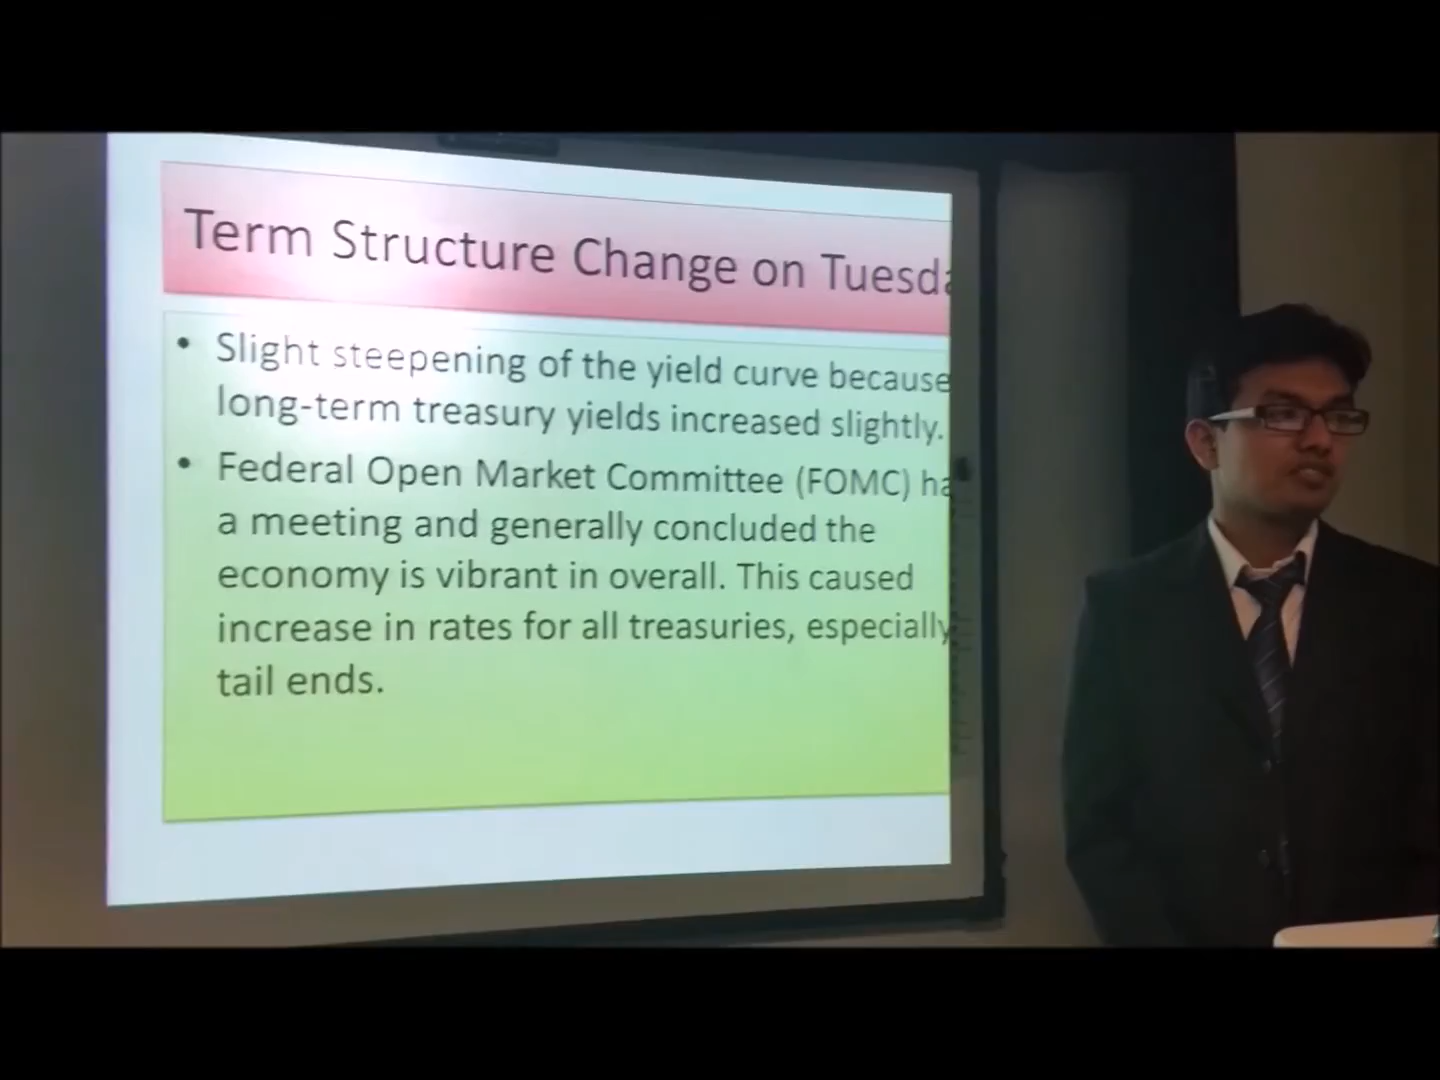 Term Structure Change on Tuesda
• Slight steepening of the yield curve because
long-term treasury yields increased slightly.
• Federal Open Market Committee (FOMC) ha
a meeting and generally concluded the
economy is vibrant in overall. This caused
increase in rates for all treasuries, especially
tail ends.